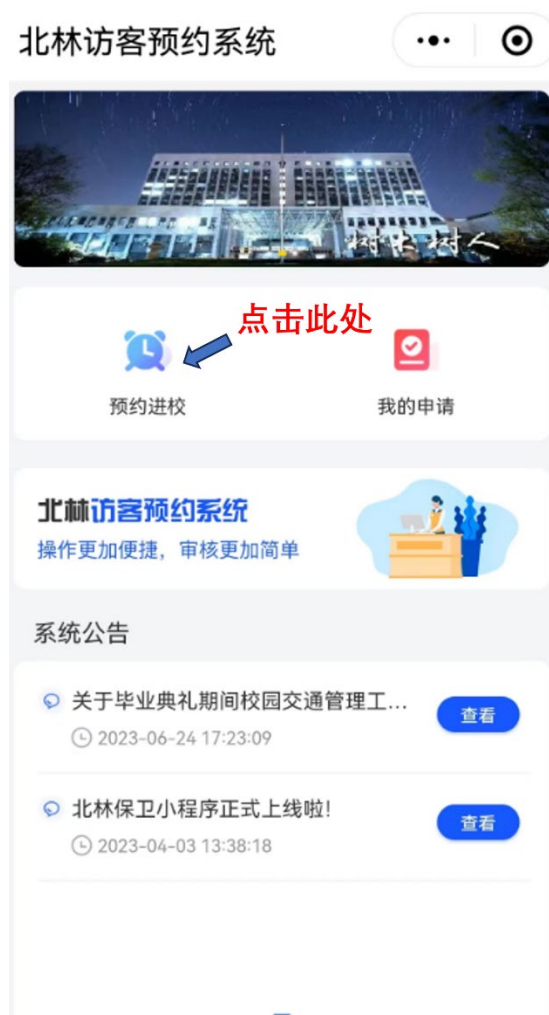 北林访客预约系统
树木树人
点击此处
预约进校
我的申请
北林访客预约系统
操作更加便捷，审核更加简单
系统公告
关于毕业典礼期间校园交通管理工...
查看
2023-06-24 17:23:09
北林保卫小程序正式上线啦！
查看
2023-04-03 13:38:18